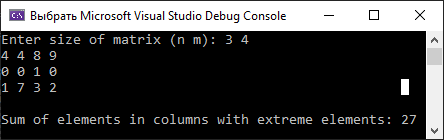 Выбрать Microsoft Visual Studio Debug Console
Enter size of matrix (n m): 3 4
4 4 8 9
0 0 1 0
1 7 3 2
Sum of elements in columns with extreme elements: 27